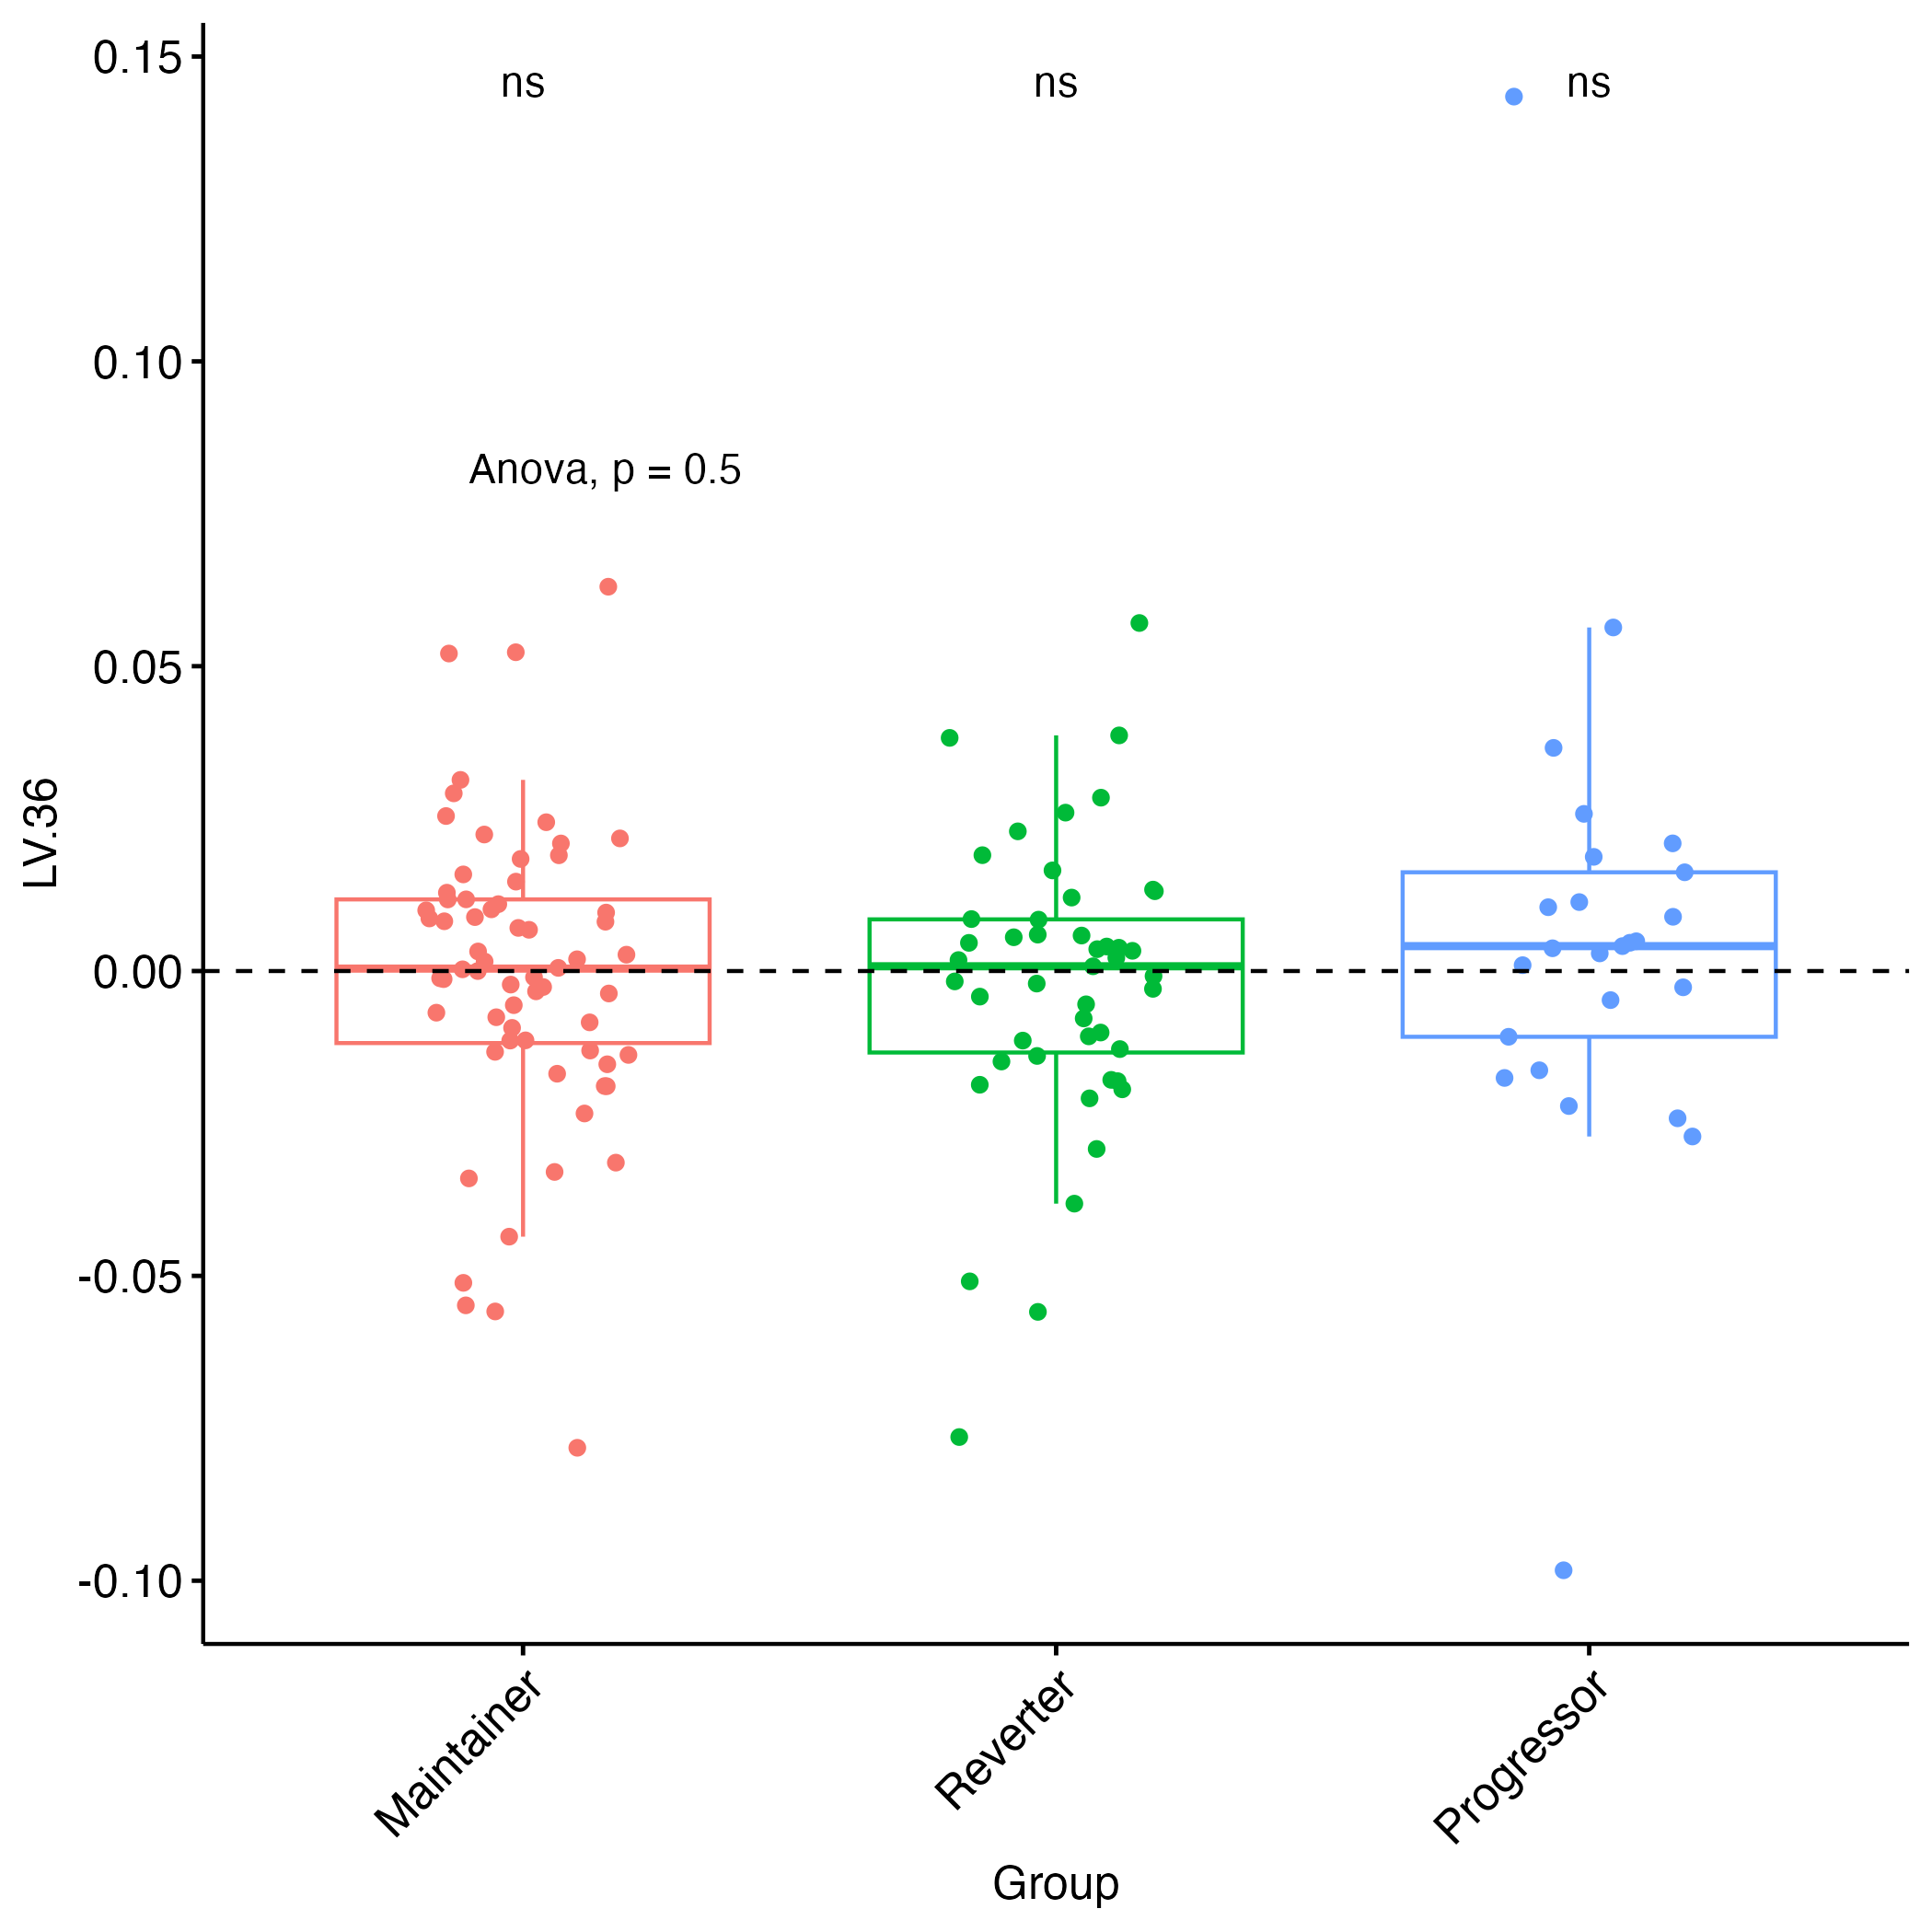 0.15
ns ns ns
0.10
Anova, p = 0.5
0.05
LV.36
0.00
-0.05
-0.10
Maintainer
Reverter
Progressor
Group